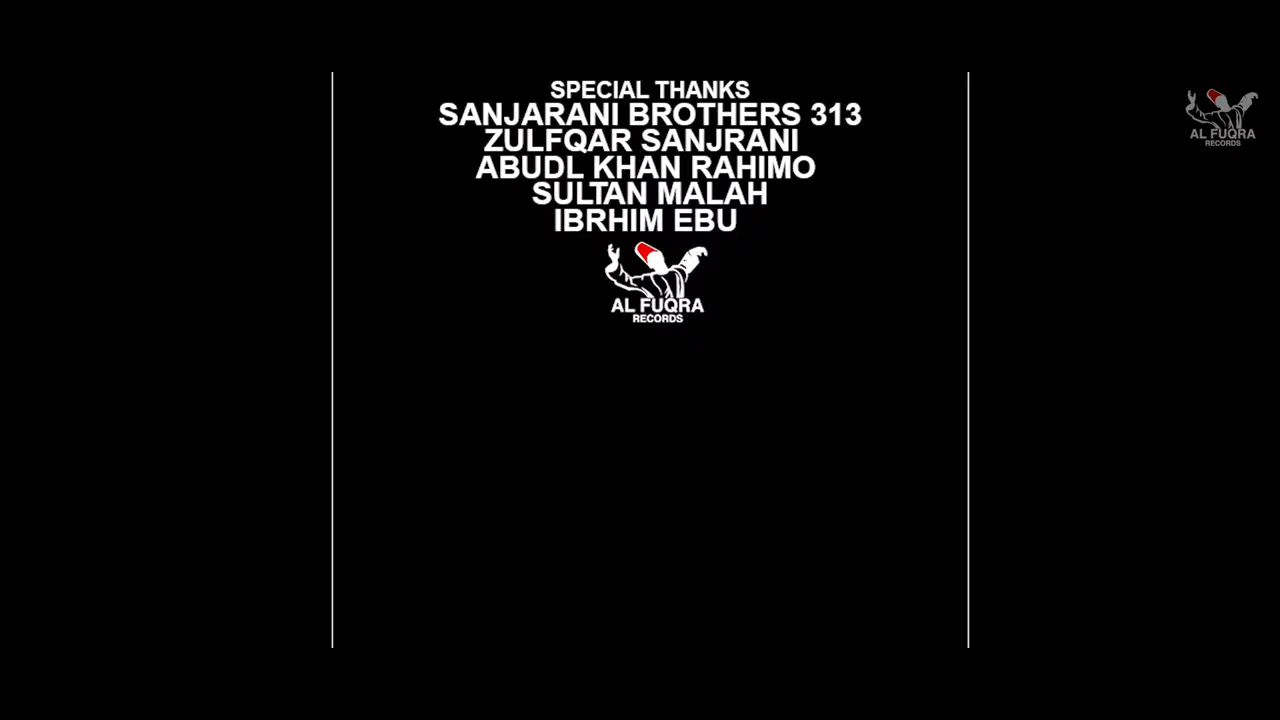 SPECIAL THANKS
SANJARANI BROTHERS 313
ZULFQAR SANJRANI
ABUDL KHAN RAHIMO
SULTAN MALAH
IBRHIM EBU
AL FUQRA
RECORDS
AL FUQRA
RECORDS